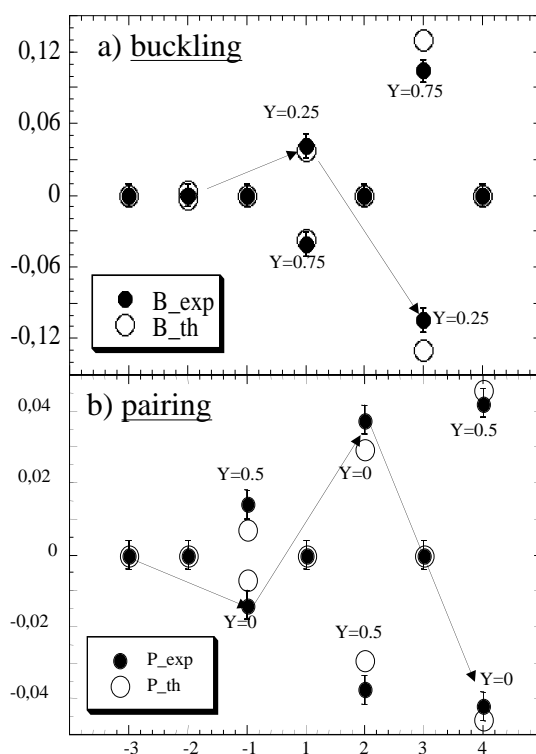 0,12
0,06
0
-0,06
-0,12
a) buckling
Y=0.25
Y=0.75
Y=0.75
Y=0.25
B_exp
B_th
0,04
0,02
0
-0,02
-0,04
b) pairing
Y=0.5
Y=0
Y=0
Y=0.5
Y=0.5
Y=0
P_exp
P_th
-3 -2 -1 1 2 3 4